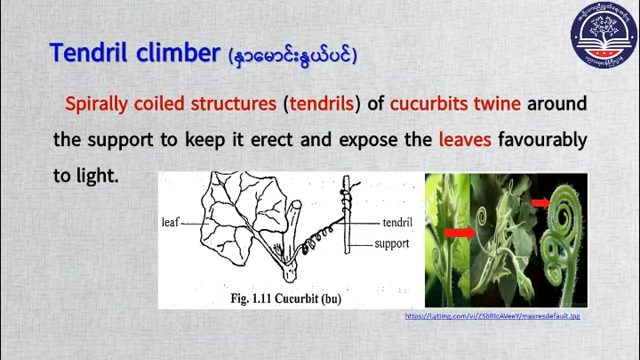 Tendril climber (နှာမောင်းနွယ်ပင်)
Spirally coiled structures (tendrils) of cucurbits twine around
the support to keep it erect and expose the leaves favourably
to light.
leaf
tendril
support
Fig. 1.11 Cucurbit (bu)